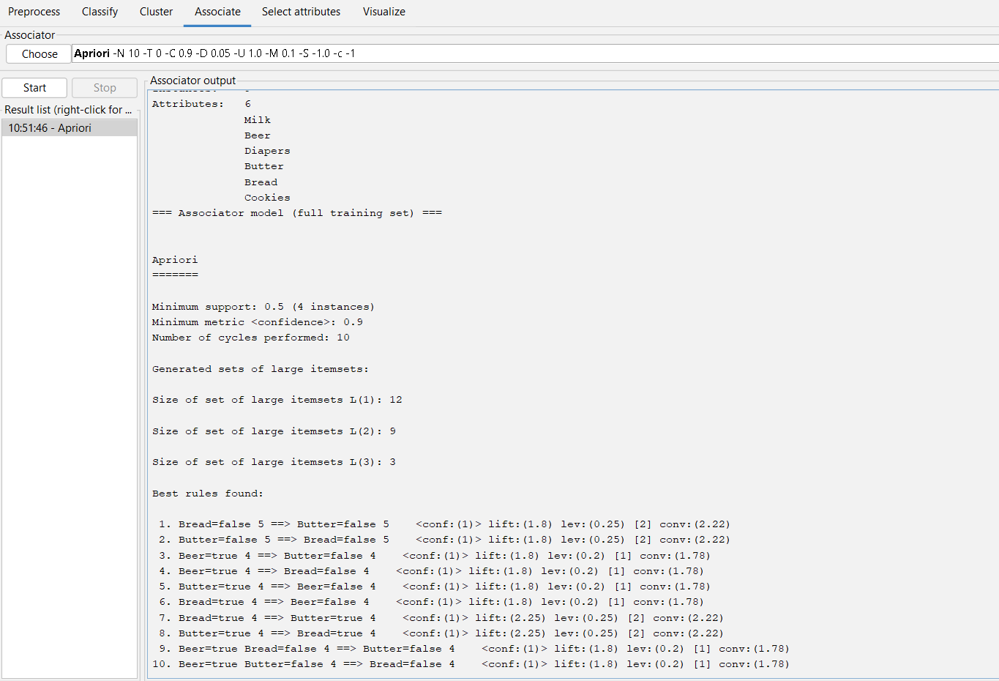 Preprocess Classify Cluster Associate Select attributes Visualize
Associator
Choose Apriori -N 10 -T 0 -C 0.9 -D 0.05 -U 1.0 -M 0.1 -S -1.0 -c -1
Start Stop
Result list (right-click for ...
10:51:46 - Apriori
Associator output
Attributes: 6
Milk
Beer
Diapers
Butter
Bread
Cookies
=== Associator model (full training set) ===
Apriori
=======
Minimum support: 0.5 (4 instances)
Minimum metric <confidence>: 0.9
Number of cycles performed: 10
Generated sets of large itemsets:
Size of set of large itemsets L(1): 12
Size of set of large itemsets L(2): 9
Size of set of large itemsets L(3): 3
Best rules found:
1. Bread=false 5 ==> Butter=false 5 <conf:(1)> lift:(1.8) lev:(0.25) [2] conv:(2.22)
2. Butter=false 5 ==> Bread=false 5 <conf:(1)> lift:(1.8) lev:(0.25) [2] conv:(2.22)
3. Beer=true 4 ==> Butter=false 4 <conf:(1)> lift:(1.8) lev:(0.2) [1] conv:(1.78)
4. Beer=true 4 ==> Bread=false 4 <conf:(1)> lift:(1.8) lev:(0.2) [1] conv:(1.78)
5. Butter=true 4 ==> Beer=false 4 <conf:(1)> lift:(1.8) lev:(0.2) [1] conv:(1.78)
6. Bread=true 4 ==> Beer=false 4 <conf:(1)> lift:(1.8) lev:(0.2) [1] conv:(1.78)
7. Bread=true 4 ==> Butter=true 4 <conf:(1)> lift:(2.25) lev:(0.25) [2] conv:(2.22)
8. Butter=true 4 ==> Bread=true 4 <conf:(1)> lift:(2.25) lev:(0.25) [2] conv:(2.22)
9. Beer=true Bread=false 4 ==> Butter=false 4 <conf:(1)> lift:(1.8) lev:(0.2) [1] conv:(1.78)
10. Beer=true Butter=false 4 ==> Bread=false 4 <conf:(1)> lift:(1.8) lev:(0.2) [1] conv:(1.78)